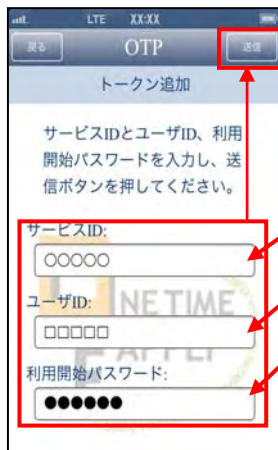 LTE XX:XX
戻る OTP 送信
トークン追加
サービスIDとユーザID、利用
開始パスワードを入力し、送
信ボタンを押してください。
サービスID:
○○○○○
ユーザID:
NE TIME
□□□□□
利用開始パスワード:
●●●●●●